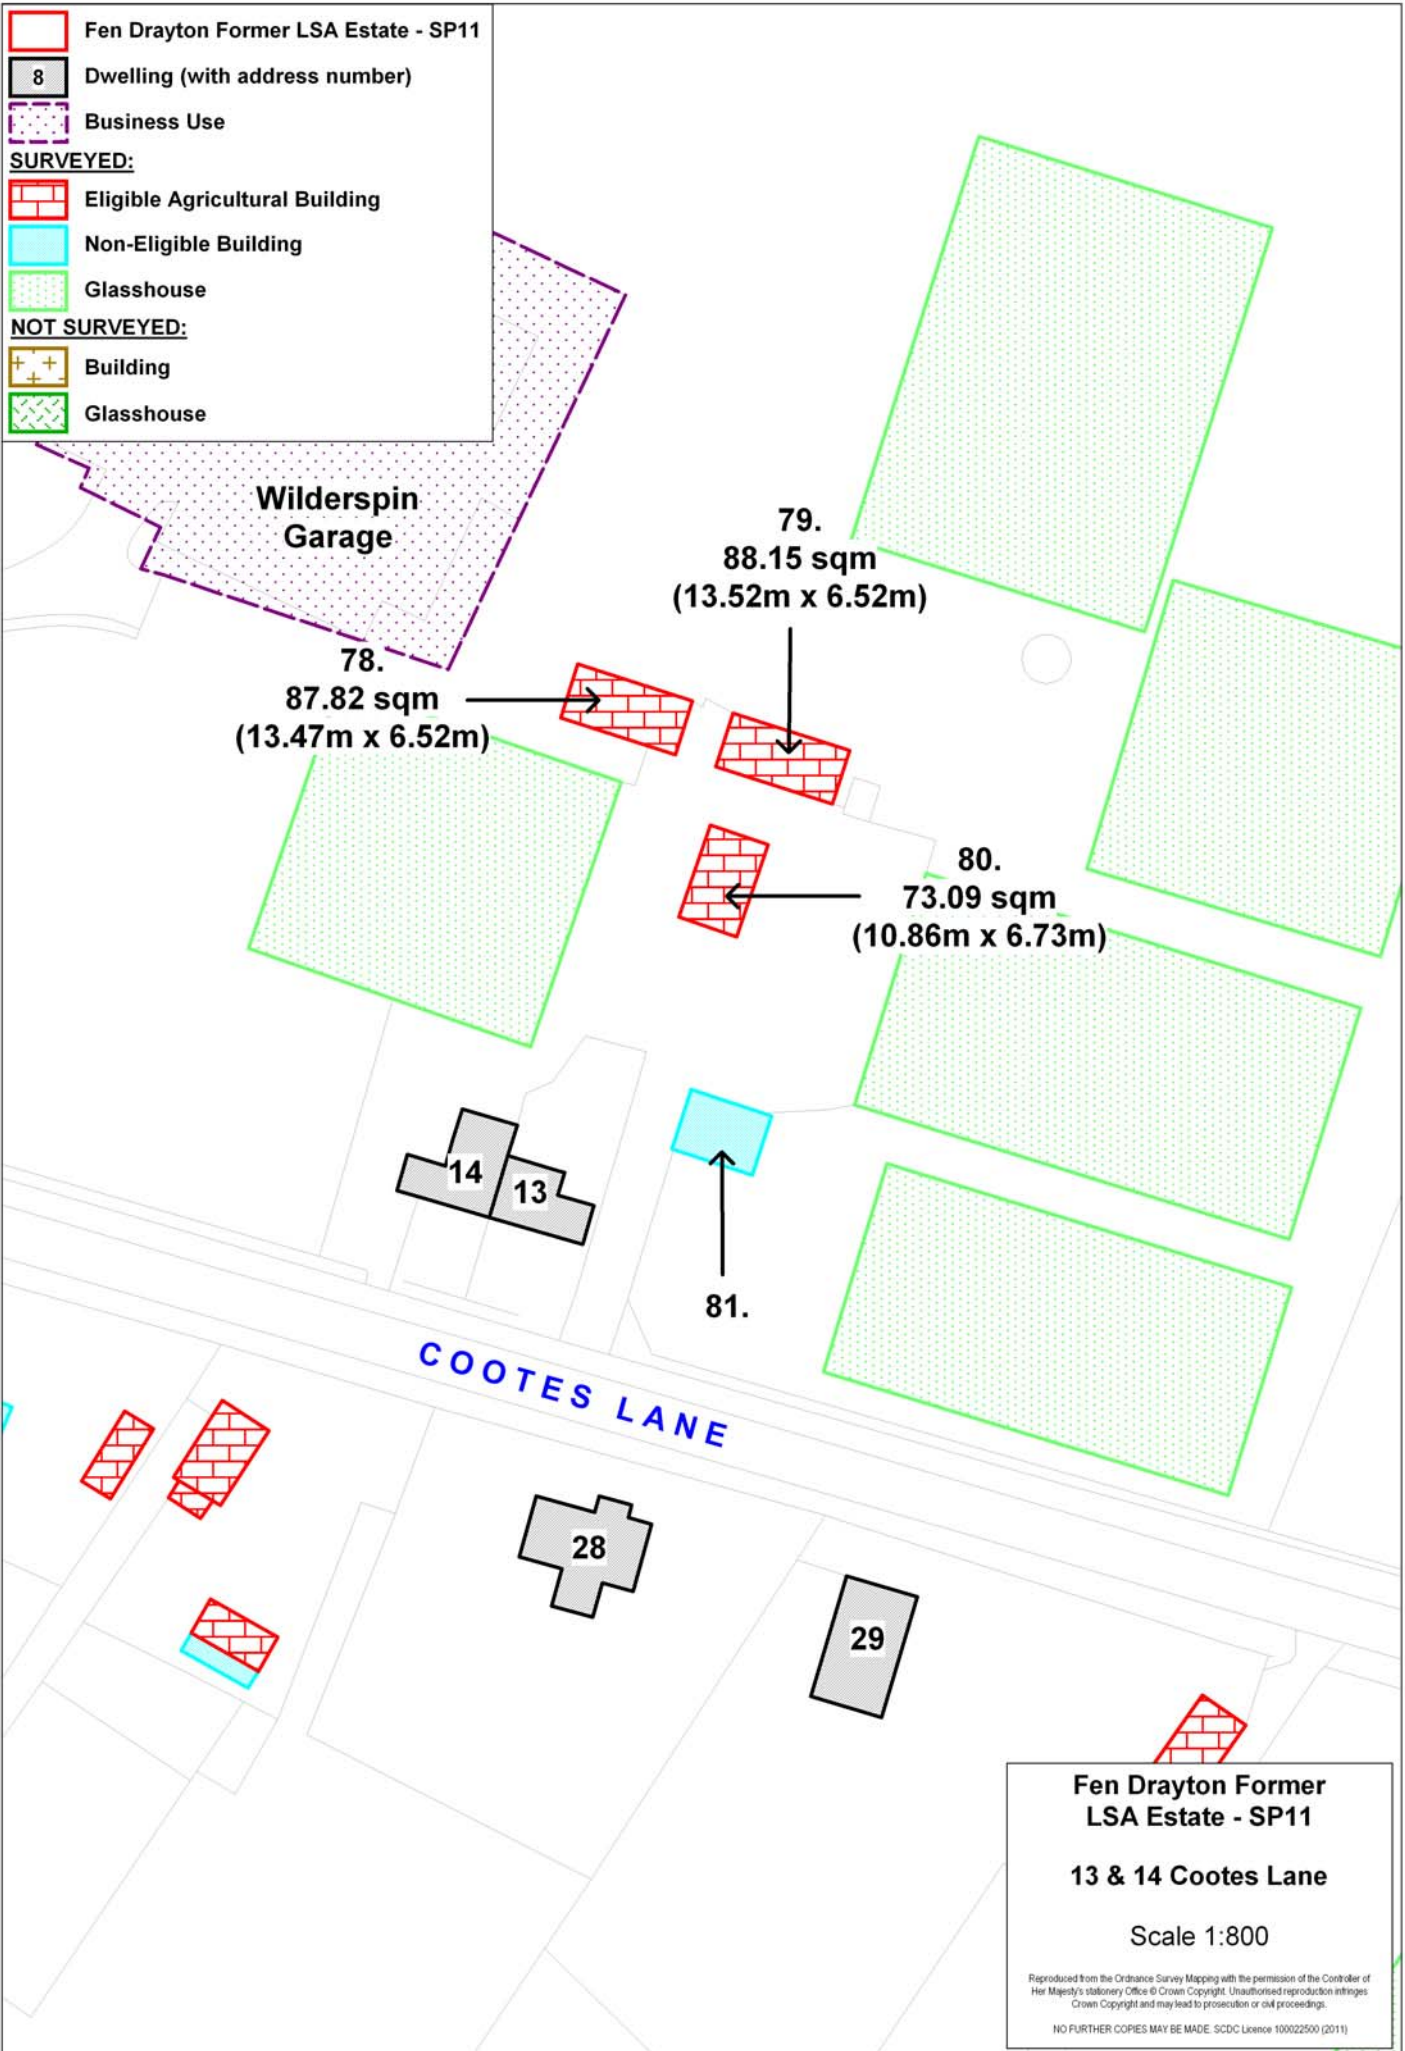 Fen Drayton Former LSA Estate - SP11
8
Dwelling (with address number)
Business Use
SURVEYED:
Eligible Agricultural Building
Non-Eligible Building
Glasshouse
NOT SURVEYED:
Building
Glasshouse
Wilderspin
Garage
79.
88.15 sqm
(13.52m x 6.52m)
78.
87.82 sqm
(13.47m x 6.52m)
80.
73.09 sqm
(10.86m x 6.73m)
14
13
81.
COOTES LANE
28
29
Fen Drayton Former
LSA Estate - SP11
13 & 14 Cootes Lane
Scale 1:800
Reproduced from the Ordnance Survey Mapping with the permission of the Controller of
Her Majesty's stationery Office © Crown Copyright. Unauthorised reproduction infringes
Crown Copyright and may lead to prosecution or civil proceedings.
NO FURTHER COPIES MAY BE MADE. SCDC Licence 100022500 (2011)